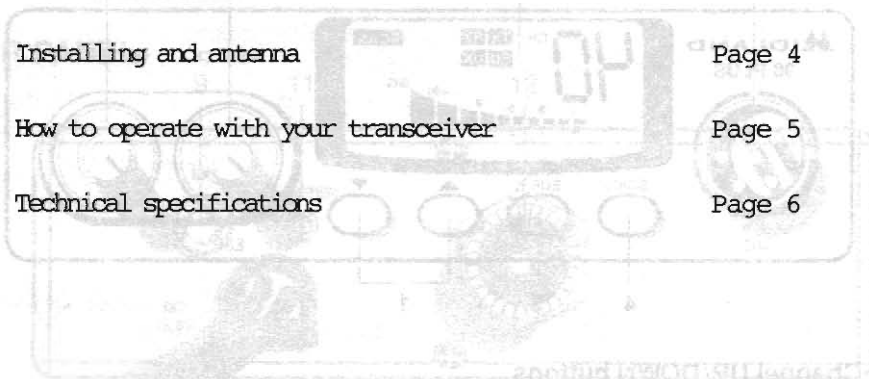 Installing and antenna Page 4
How to operate with your transceiver Page 5
Technical specifications Page 6